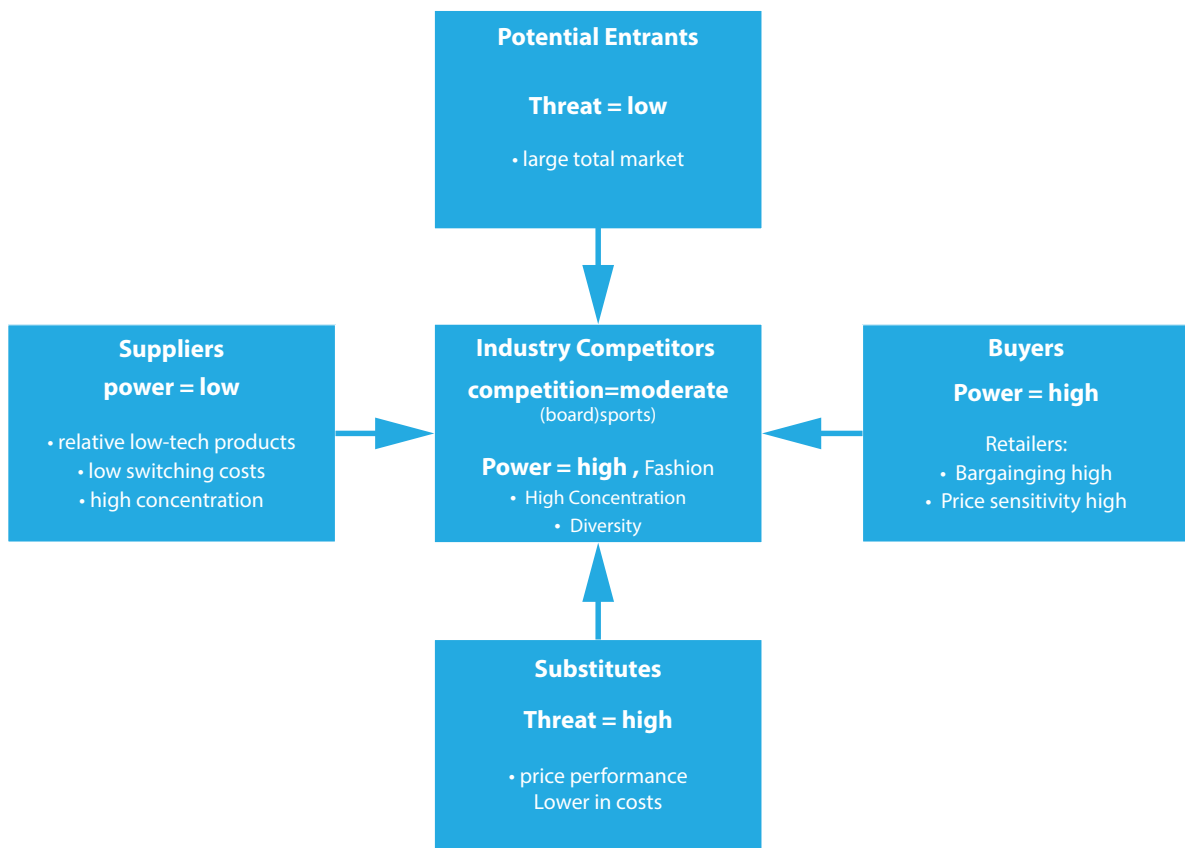 Potential Entrants
Threat = low
• large total market
Suppliers
power = low
• relative low-tech products
• low switching costs
• high concentration
Industry Competitors
competition=moderate
(board)sports)
Power = high , Fashion
• High Concentration
• Diversity
Buyers
Power = high
Retailers:
• Bargainging high
• Price sensitivity high
Substitutes
Threat = high
• price performance
Lower in costs